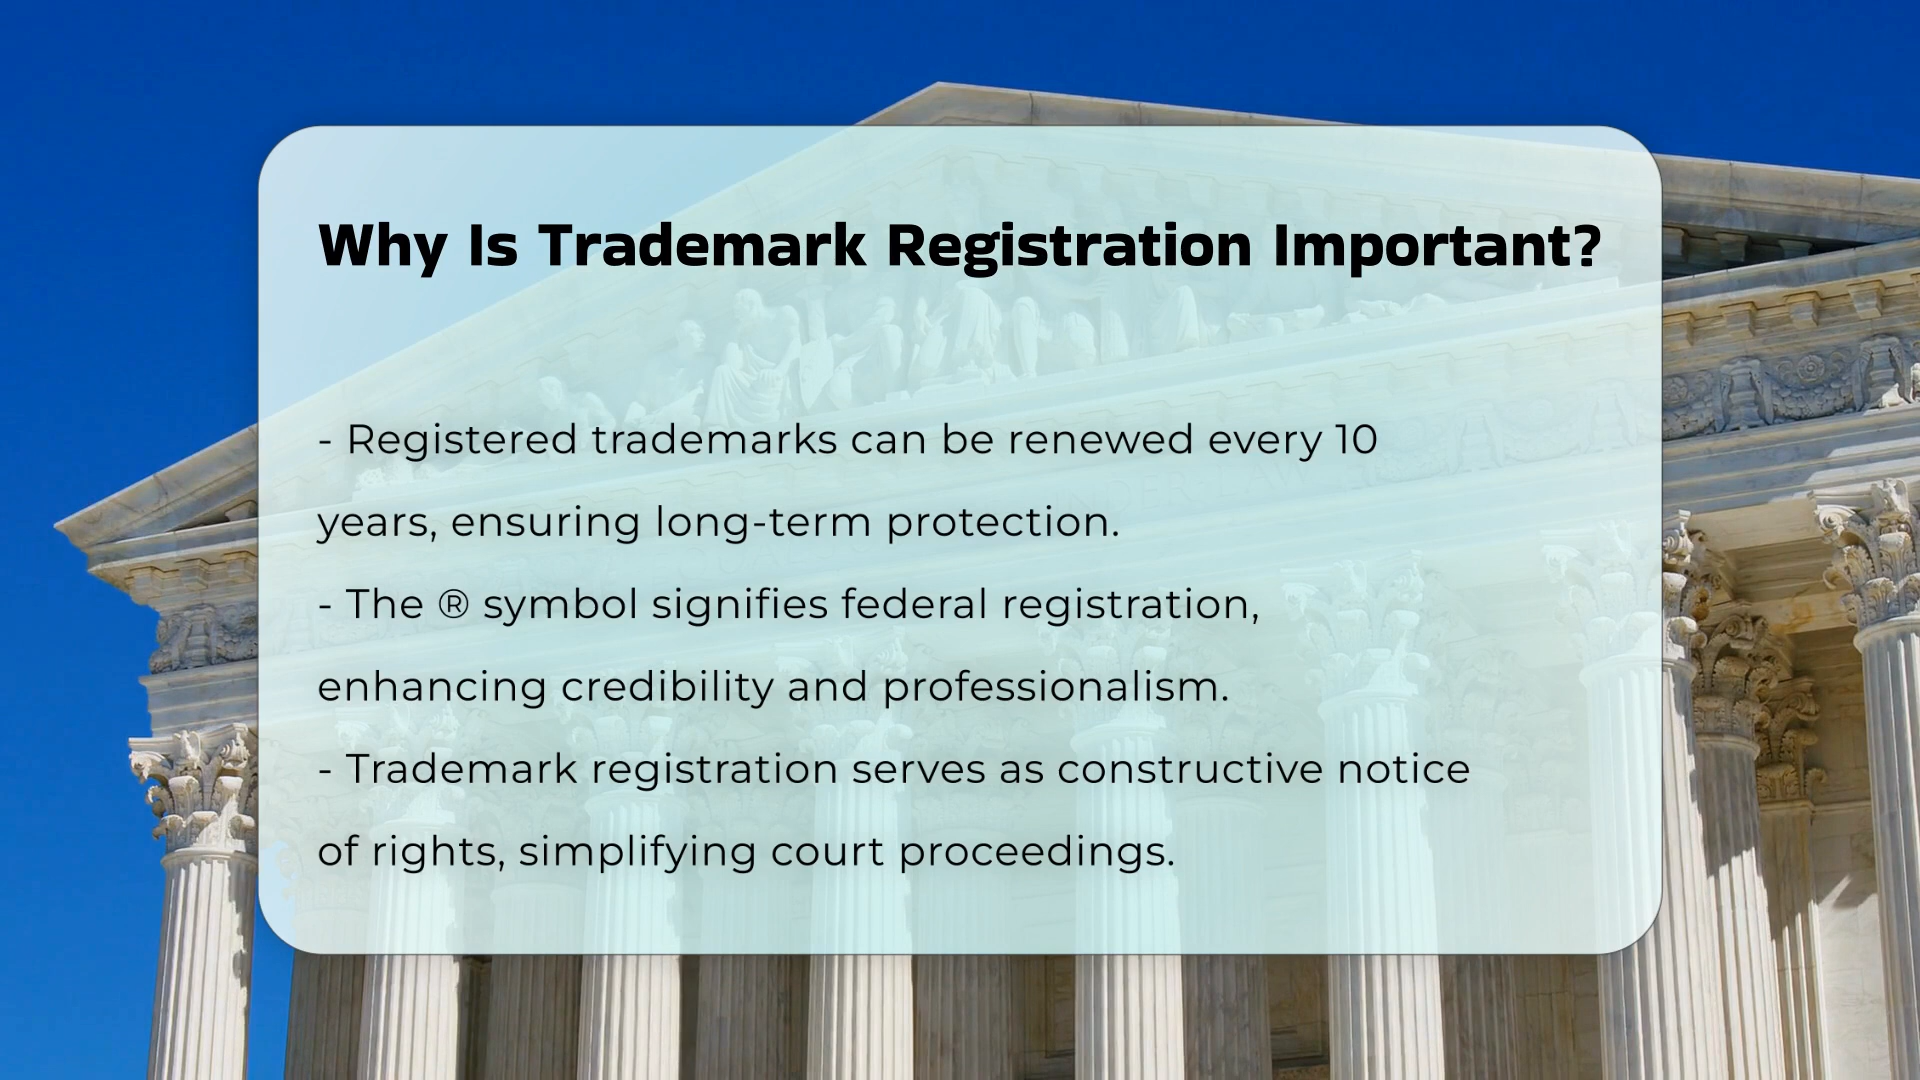 Why Is Trademark Registration Important?
- Registered trademarks can be renewed every 10
years, ensuring long-term protection.
- The ® symbol signifies federal registration,
enhancing credibility and professionalism.
- Trademark registration serves as constructive notice
of rights, simplifying court proceedings.